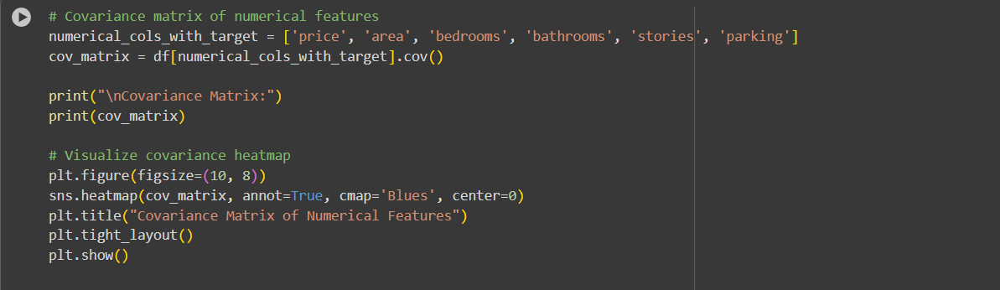 # Covariance matrix of numerical features
numerical_cols_with_target = ['price', 'area', 'bedrooms', 'bathrooms', 'stories', 'parking']
cov_matrix = df[numerical_cols_with_target].cov()
print("\nCovariance Matrix:")
print(cov_matrix)
# Visualize covariance heatmap
plt.figure(figsize=(10, 8))
sns.heatmap(cov_matrix, annot=True, cmap='Blues', center=0)
plt.title("Covariance Matrix of Numerical Features")
plt.tight_layout()
plt.show()